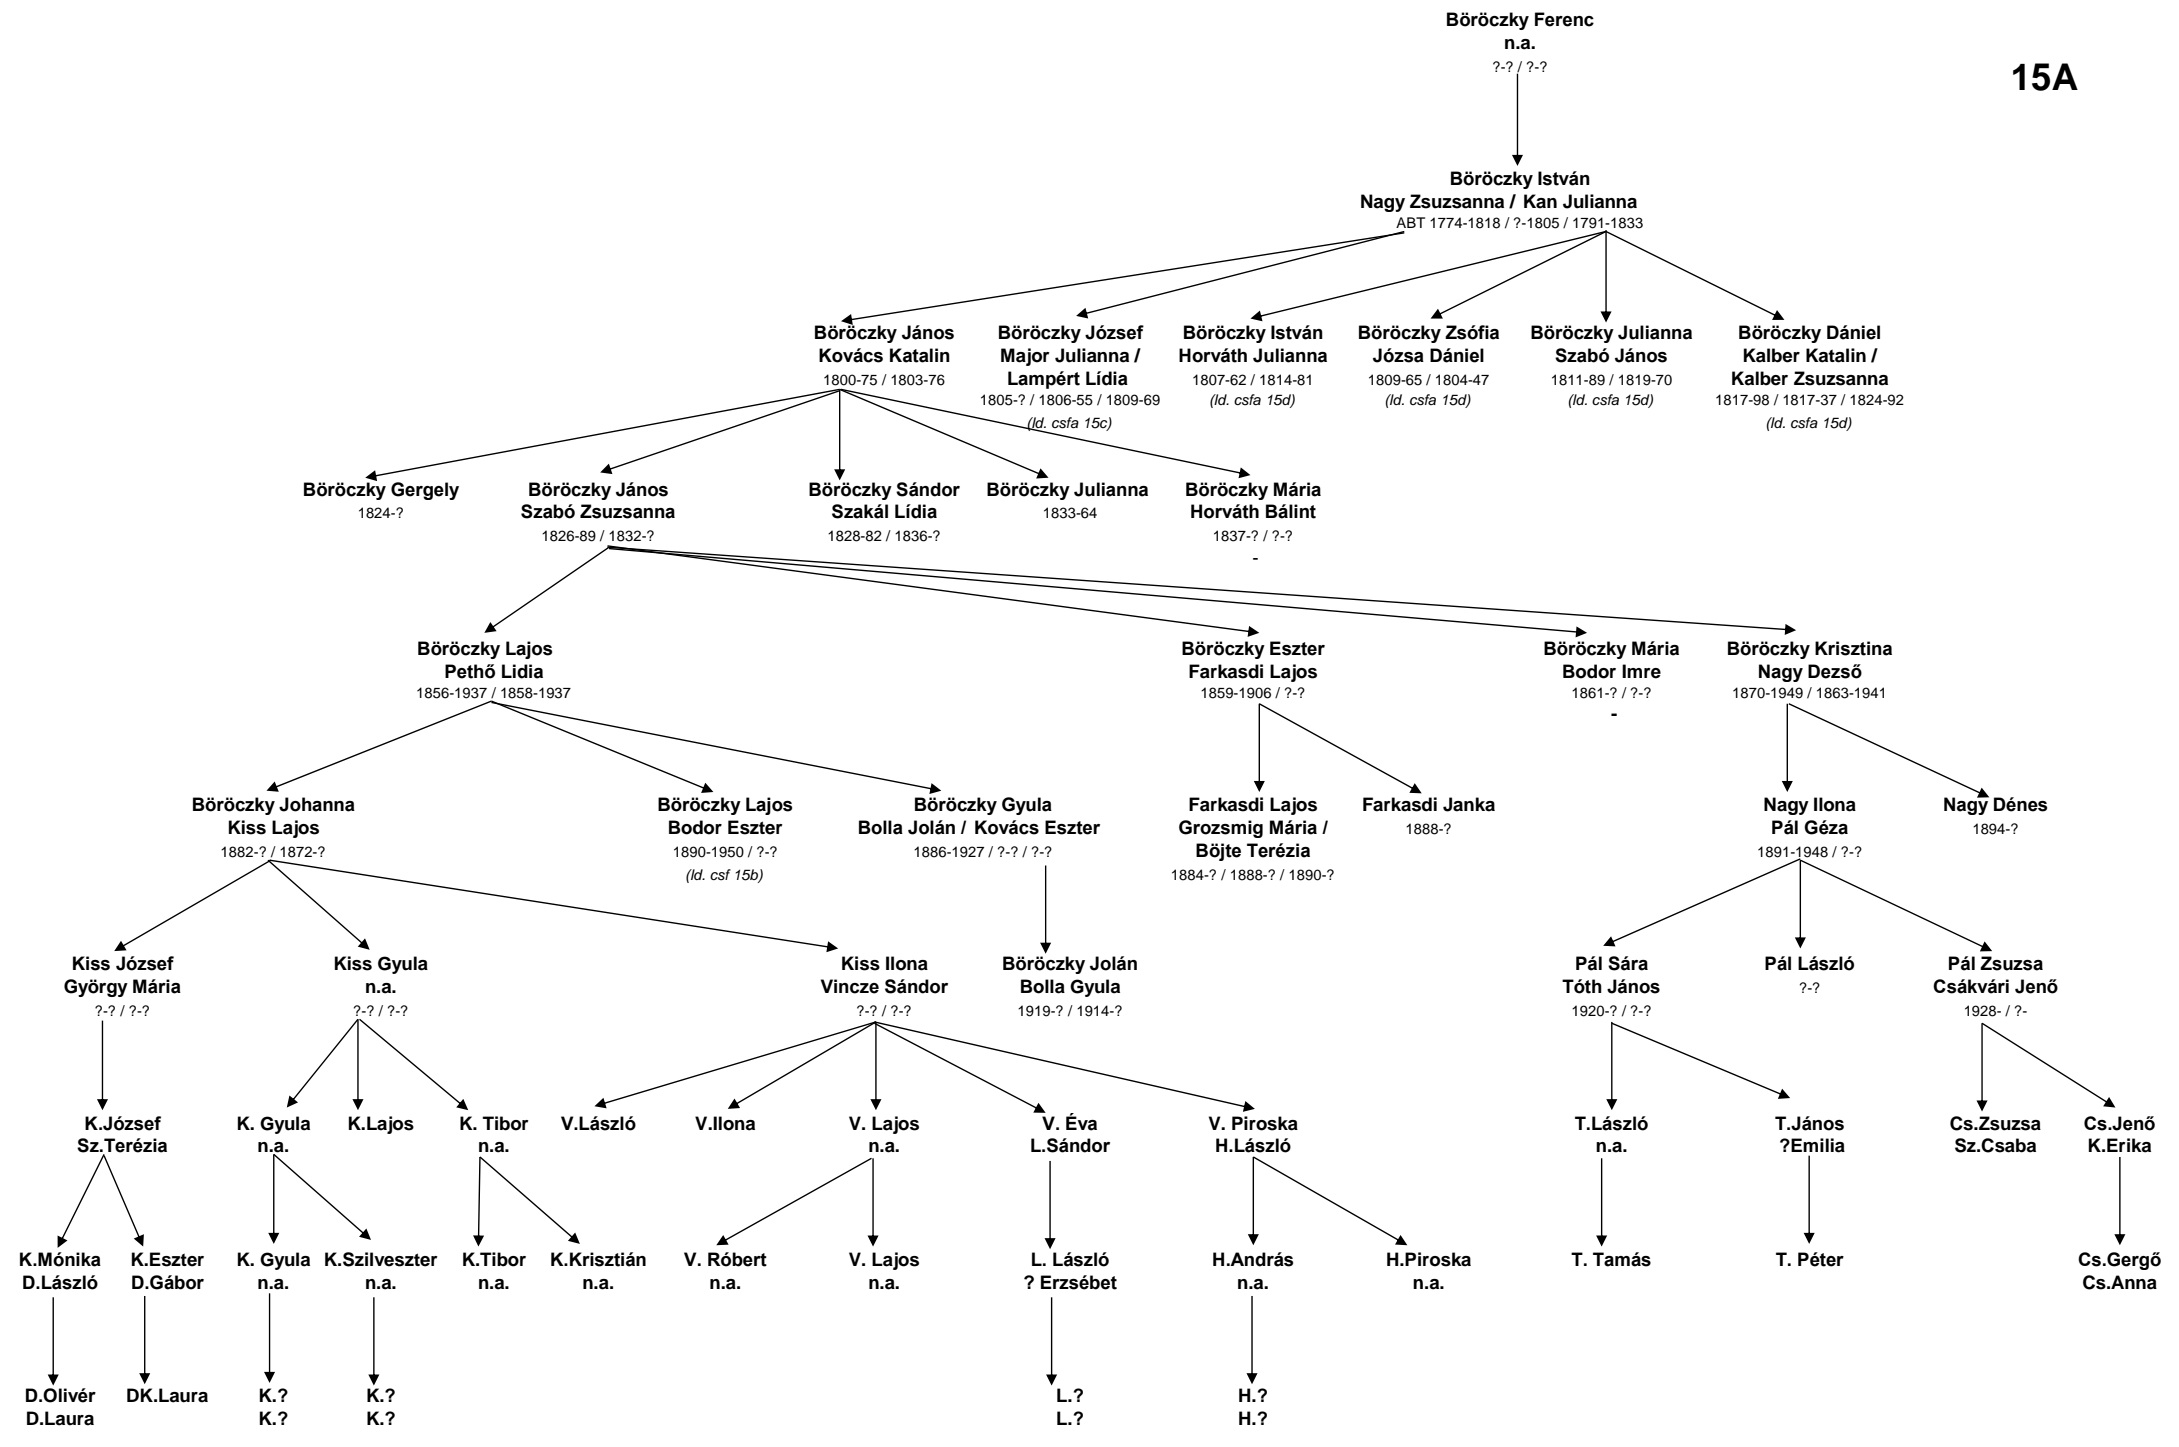 Böröczky Ferenc
n.a.
?-? / ?-?
15A
Böröczky István
Nagy Zsuzsanna / Kan Julianna
ABT 1774-1818 / ?-1805 / 1791-1833
Böröczky János
Kovács Katalin
1800-75 / 1803-76
Böröczky József
Major Julianna /
Lampért Lídia
1805-? / 1806-55 / 1809-69
(ld. csfa 15c)
Böröczky István
Horváth Julianna
1807-62 / 1814-81
(ld. csfa 15d)
Böröczky Zsófia
Józsa Dániel
1809-65 / 1804-47
(ld. csfa 15d)
Böröczky Julianna
Szabó János
1811-89 / 1819-70
(ld. csfa 15d)
Böröczky Dániel
Kalber Katalin /
Kalber Zsuzsanna
1817-98 / 1817-37 / 1824-92
(ld. csfa 15d)
Böröczky Gergely
1824-?
Böröczky János
Szabó Zsuzsanna
1826-89 / 1832-?
Böröczky Sándor
Szakál Lídia
1828-82 / 1836-?
Böröczky Julianna
1833-64
Böröczky Mária
Horváth Bálint
1837-? / ?-?
-
Böröczky Lajos
Pethő Lidia
1856-1937 / 1858-1937
Böröczky Eszter
Farkasdi Lajos
1859-1906 / ?-?
Böröczky Mária
Bodor Imre
1861-? / ?-?
-
Böröczky Krisztina
Nagy Dezső
1870-1949 / 1863-1941
Böröczky Johanna
Kiss Lajos
1882-? / 1872-?
Böröczky Lajos
Bodor Eszter
1890-1950 / ?-?
(ld. csf 15b)
Böröczky Gyula
Bolla Jolán / Kovács Eszter
1886-1927 / ?-? / ?-?
Farkasdi Lajos
Grozsmig Mária /
Böjte Terézia
1884-? / 1888-? / 1890-?
Farkasdi Janka
1888-?
Nagy Ilona
Pál Géza
1891-1948 / ?-?
Nagy Dénes
1894-?
Kiss József
György Mária
?-? / ?-?
Kiss Gyula
n.a.
?-? / ?-?
Kiss Ilona
Vincze Sándor
?-? / ?-?
Böröczky Jolán
Bolla Gyula
1919-? / 1914-?
Pál Sára
Tóth János
1920-? / ?-?
Pál László
?-?
Pál Zsuzsa
Csákvári Jenő
1928- / ?-
K.József
Sz.Terézia
K. Gyula
n.a.
K.Lajos
K. Tibor
n.a.
V.László
V.Ilona
V. Lajos
n.a.
V. Éva
L.Sándor
V. Piroska
H.László
T.László
n.a.
T.János
?Emilia
Cs.Zsuzsa
Sz.Csaba
Cs.Jenő
K.Erika
K.Mónika
D.László
K.Eszter
D.Gábor
K. Gyula
n.a.
K.Szilveszter
n.a.
K.Tibor
n.a.
K.Krisztián
n.a.
V. Róbert
n.a.
V. Lajos
n.a.
L. László
? Erzsébet
H.András
n.a.
H.Piroska
n.a.
T. Tamás
T. Péter
Cs.Gergő
Cs.Anna
D.Olivér
D.Laura
DK.Laura
K.?
K.?
K.?
K.?
L.?
L.?
H.?
H.?